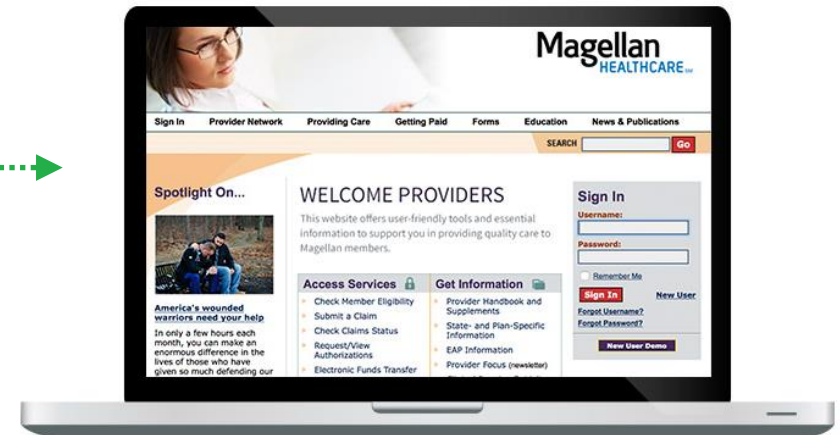 Magellan
HEALTHCARE
Sign In Provider Network Providing Care Getting Paid Forms Education News & Publications
SEARCH Go
Spotlight On...
America's wounded
warriors need your help
In only a few hours each
month, you can make an
enormous difference in the
lives of those who have
given so much defending our
WELCOME PROVIDERS
This website offers user-friendly tools and essential
information to support you in providing quality care to
Magellan members.
Access Services
Check Member Eligibility
Submit a Claim
Check Claims Status
Request/View
Authorizations
Electronic Funds Transfer
Get Information
Provider Handbook and
Supplements
State- and Plan-Specific
Information
EAP Information
Provider Focus (newsletter)
Sign In
Username:
Password:
Remember Me
Sign In New User
Forgot Username?
Forgot Password?
New User Demo